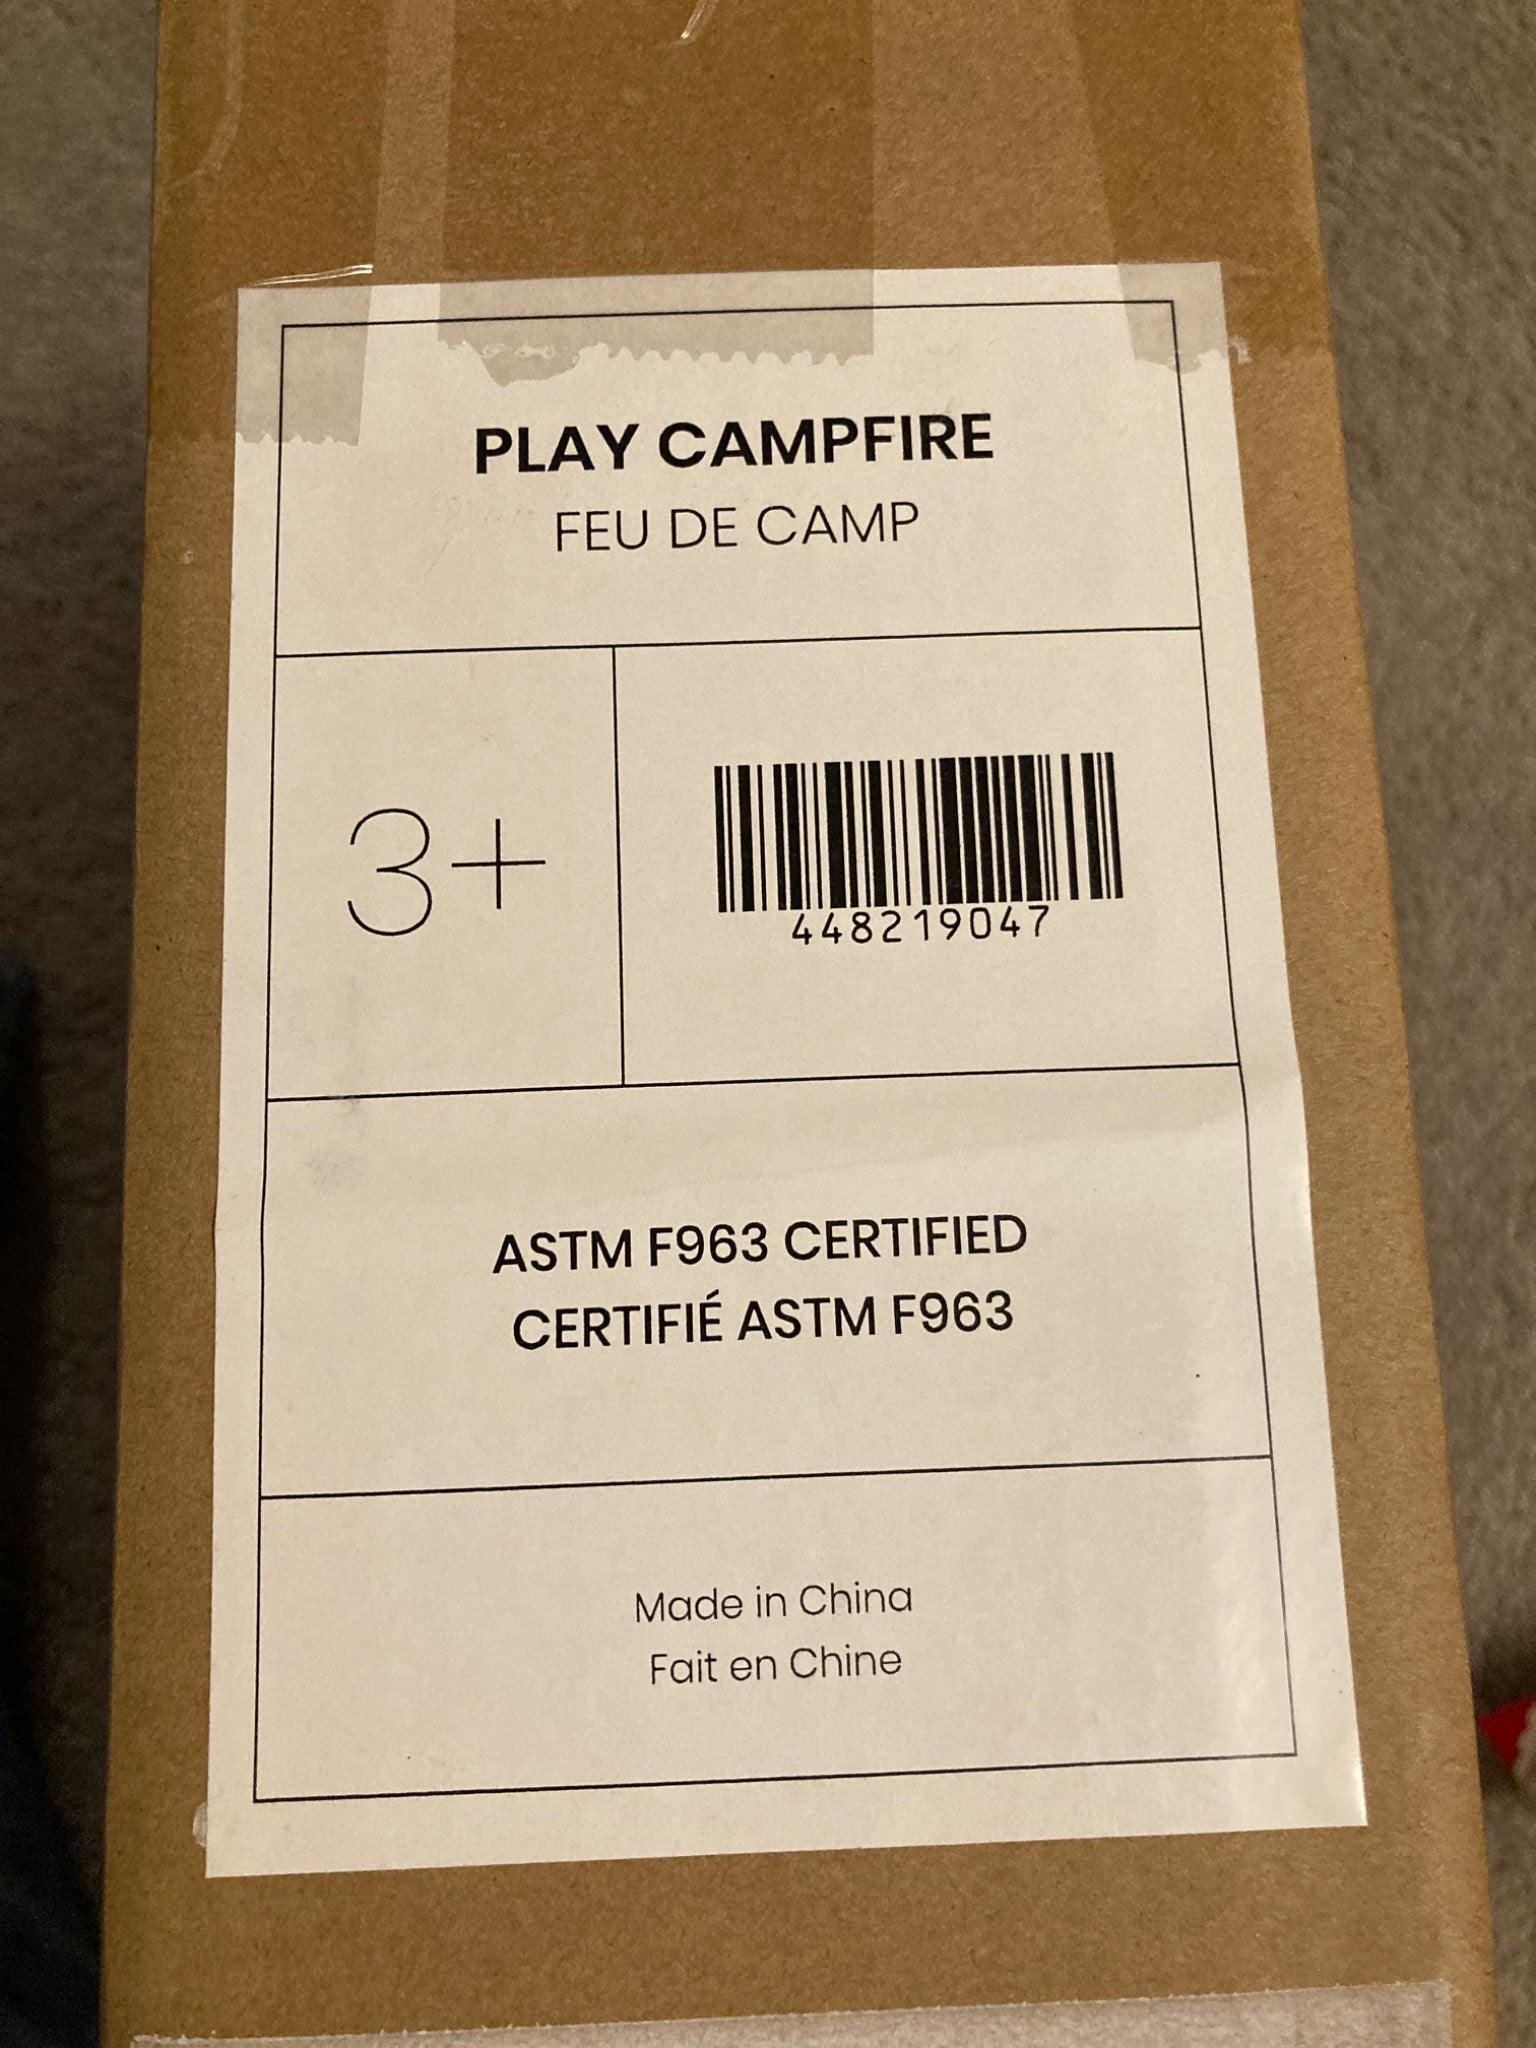 PLAY CAMPFIRE
FEU DE CAMP
3+
448219047
ASTM F963 CERTIFIED
CERTIFIÉ ASTM F963
Made in China
Fait en Chine